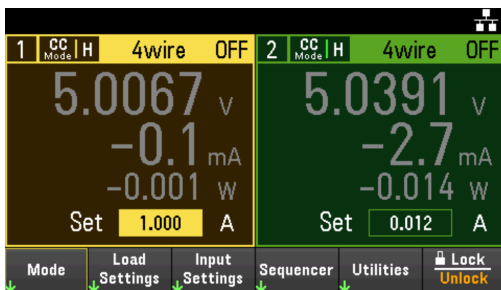 1 CC Mode H 4wire OFF
5.0067 V
-0.1 mA
-0.001 W
Set 1.000 A
2 CC Mode H 4wire OFF
5.0391 V
-2.7 mA
-0.014 W
Set 0.012 A
Mode
Load Settings
Input Settings
Sequencer
Utilities
Lock
Unlock